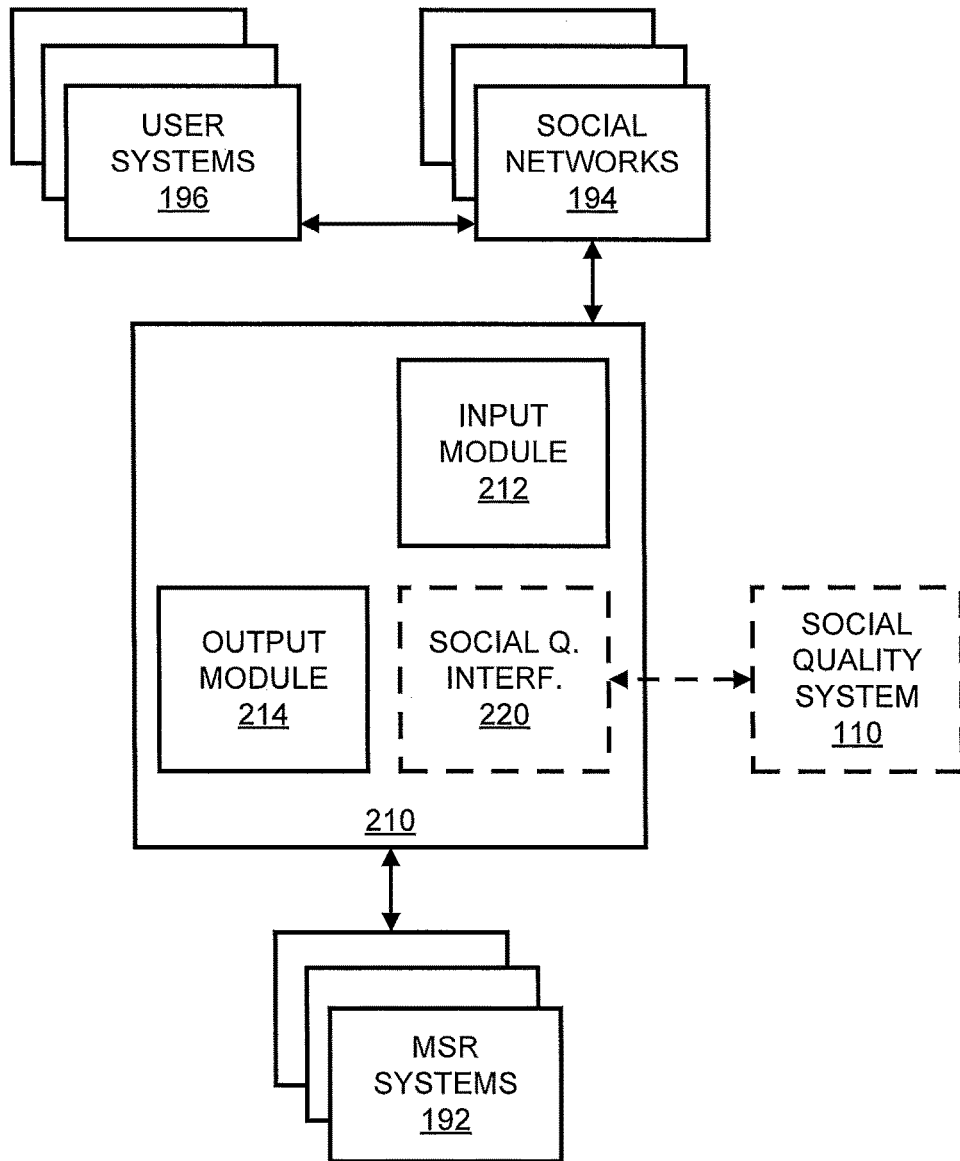 USER
SYSTEMS
196
SOCIAL
NETWORKS
194
INPUT
MODULE
212
OUTPUT
MODULE
214
SOCIAL Q.
INTERF.
220
SOCIAL
QUALITY
SYSTEM
110
210
MSR
SYSTEMS
192